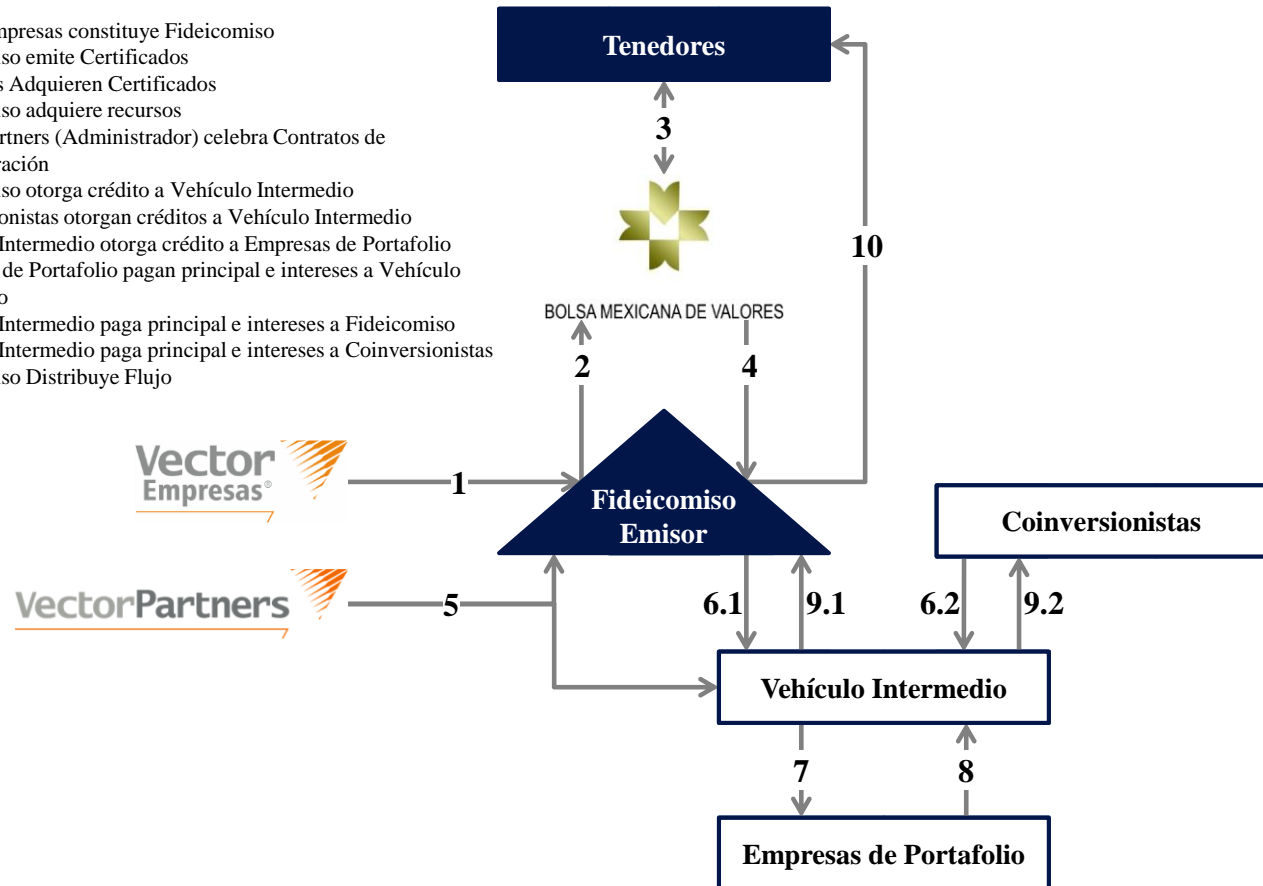 mpresas constituye Fideicomiso
so emite Certificados
s Adquieren Certificados
so adquiere recursos
rtners (Administrador) celebra Contratos de
ración
so otorga crédito a Vehículo Intermedio
onistas otorgan créditos a Vehículo Intermedio
Intermedio otorga crédito a Empresas de Portafolio
de Portafolio pagan principal e intereses a Vehículo
o
Intermedio paga principal e intereses a Fideicomiso
Intermedio paga principal e intereses a Coinversionistas
so Distribuye Flujo
Tenedores
3
10
BOLSA MEXICANA DE VALORES
2
4
Vector
Empresas®
1
Fideicomiso
Emisor
Coinversionistas
VectorPartners
5
6.1
9.1
6.2
9.2
Vehículo Intermedio
7
8
Empresas de Portafolio